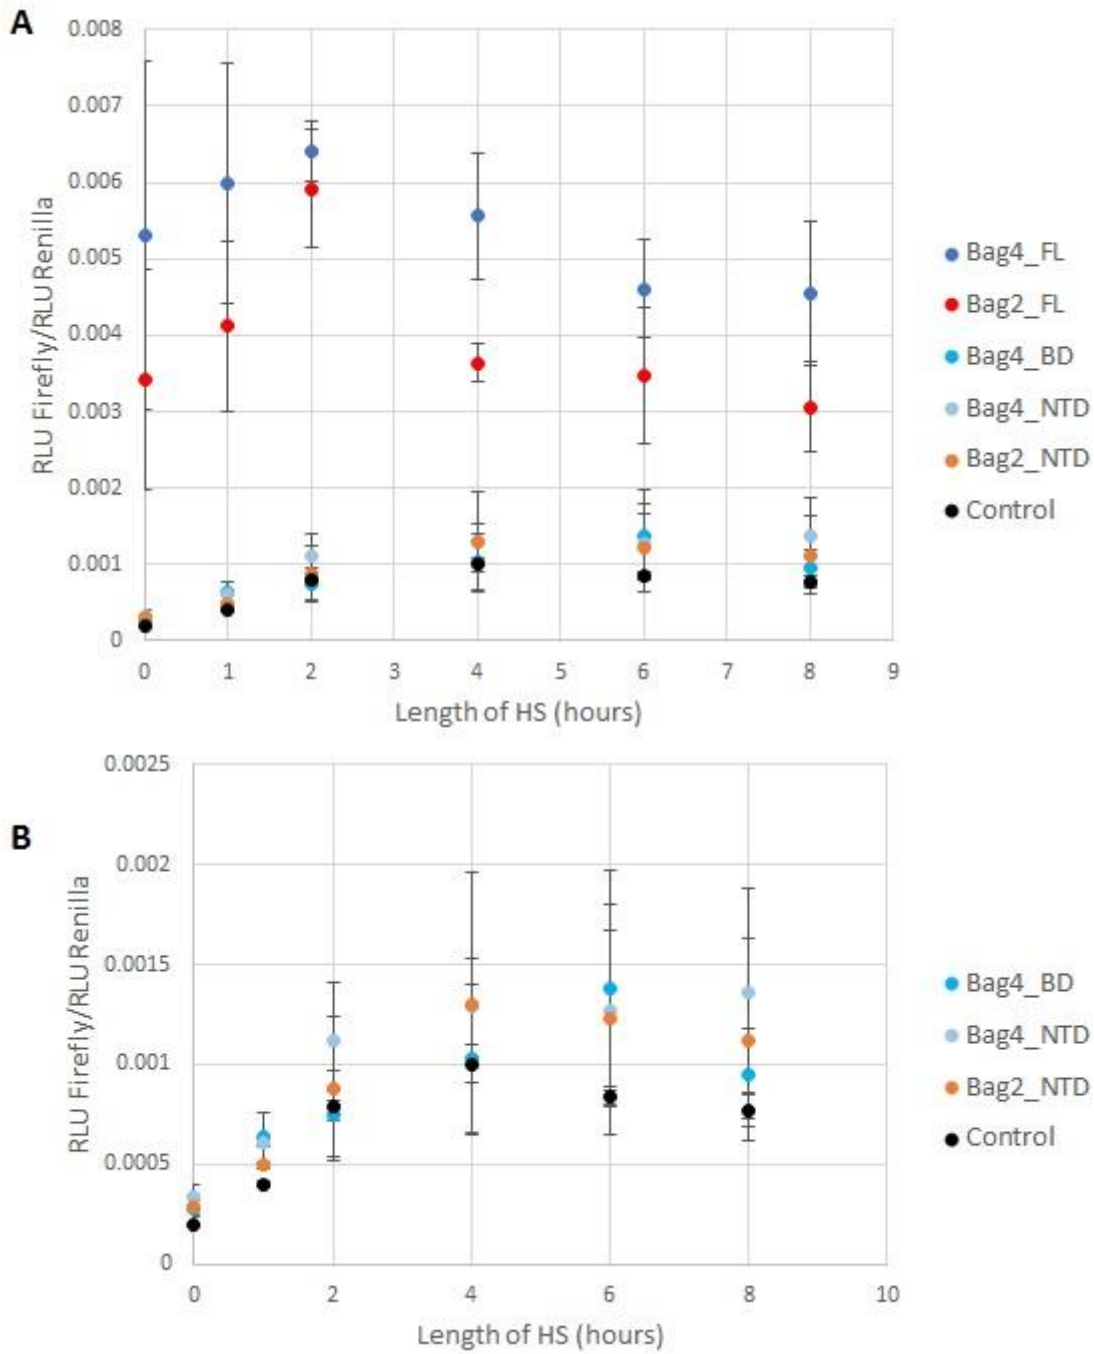 A
0.008
0.007
0.006
0.005
0.004
0.003
0.002
0.001
0
RLU Firefly/RLU Renilla
0 1 2 3 4 5 6 7 8 9
Length of HS (hours)
Bag4_FL
Bag2_FL
Bag4_BD
Bag4_NTD
Bag2_NTD
Control
B
0.0025
0.002
0.0015
0.001
0.0005
0
RLU Firefly/RLU Renilla
0 2 4 6 8 10
Length of HS (hours)
Bag4_BD
Bag4_NTD
Bag2_NTD
Control